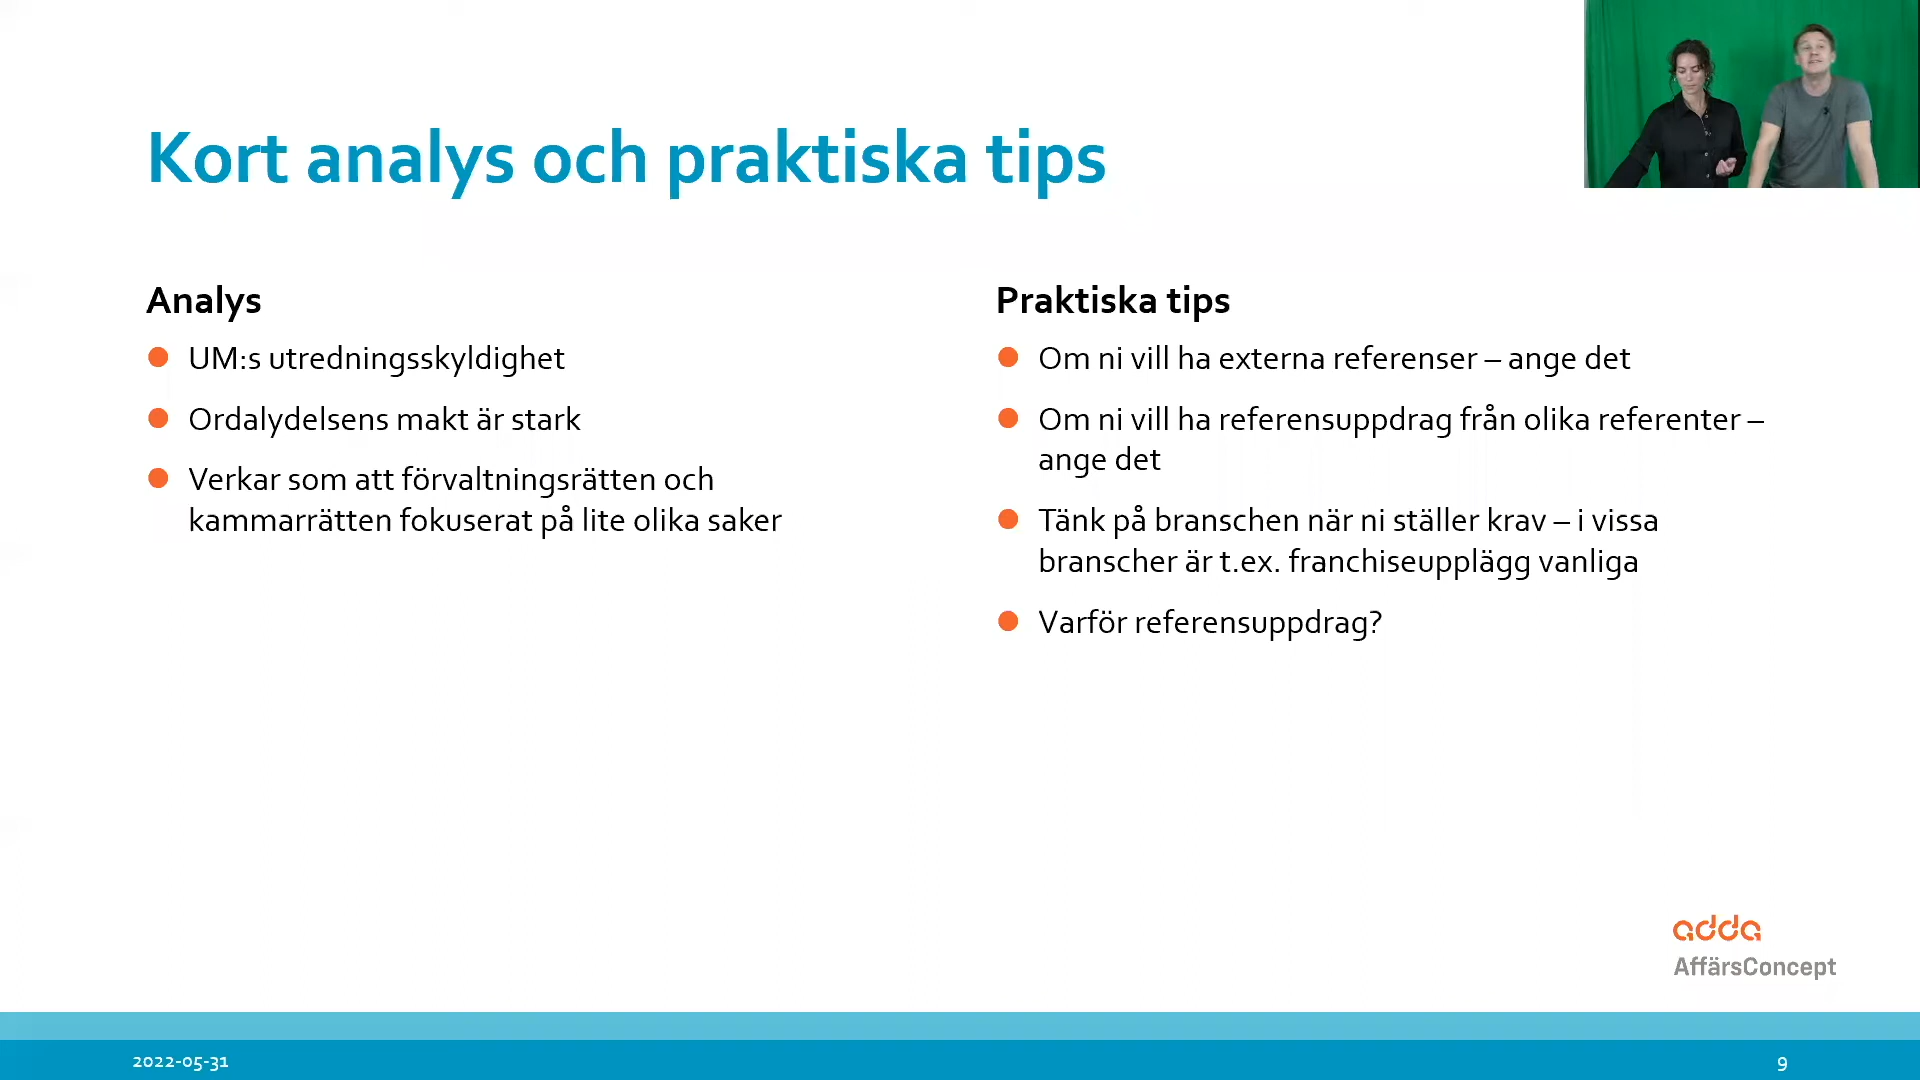 Kort analys och praktiska tips
Analys
UM:s utredningsskyldighet
Ordalydelsens makt är stark
Verkar som att förvaltningsrätten och
kammarrätten fokuserat på lite olika saker
Praktiska tips
Om ni vill ha externa referenser – ange det
Om ni vill ha referensuppdrag från olika referenter –
ange det
Tänk på branschen när ni ställer krav – i vissa
branscher är t.ex. franchiseupplägg vanliga
Varför referensuppdrag?
adda
AffärsConcept
2022-05-31
9